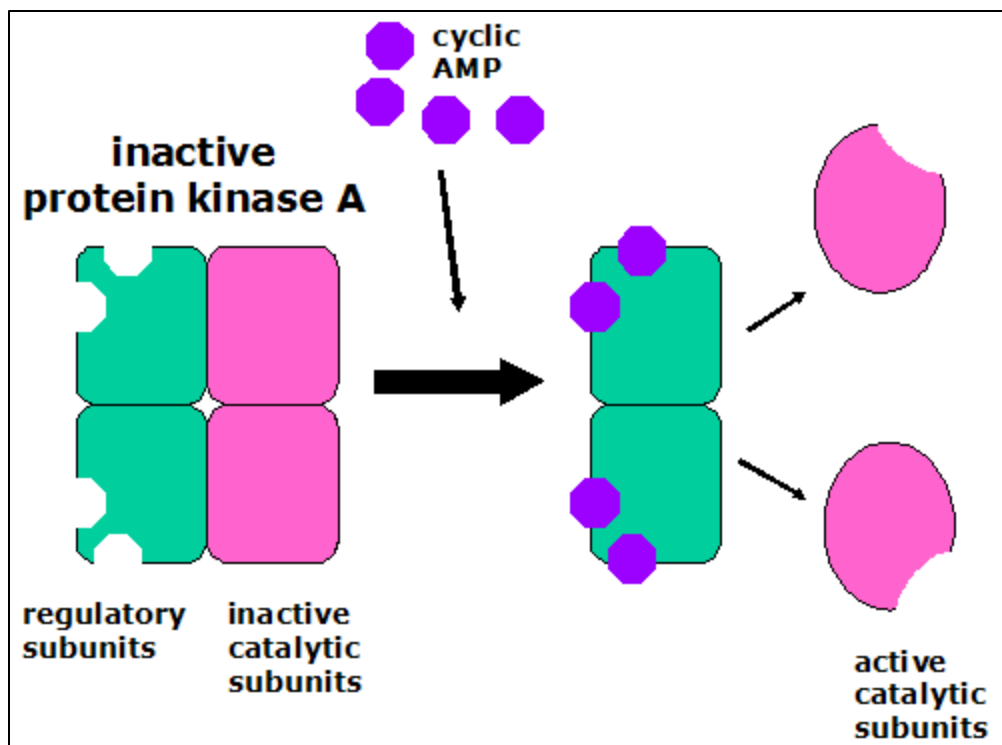 cyclic
AMP
inactive
protein kinase A
regulatory
subunits
inactive
catalytic
subunits
active
catalytic
subunits